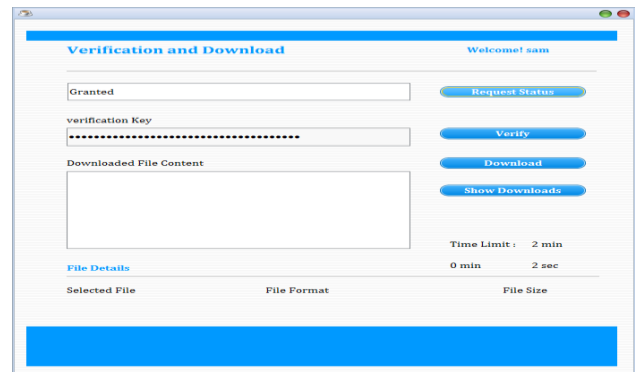 Verification and Download
Welcome! sam
Granted
Request Status
verification Key
•••••••••••••••••••••••••••••••••••••
Verify
Downloaded File Content
Download
Show Downloads
Time Limit : 2 min
File Details
0 min 2 sec
Selected File File Format File Size